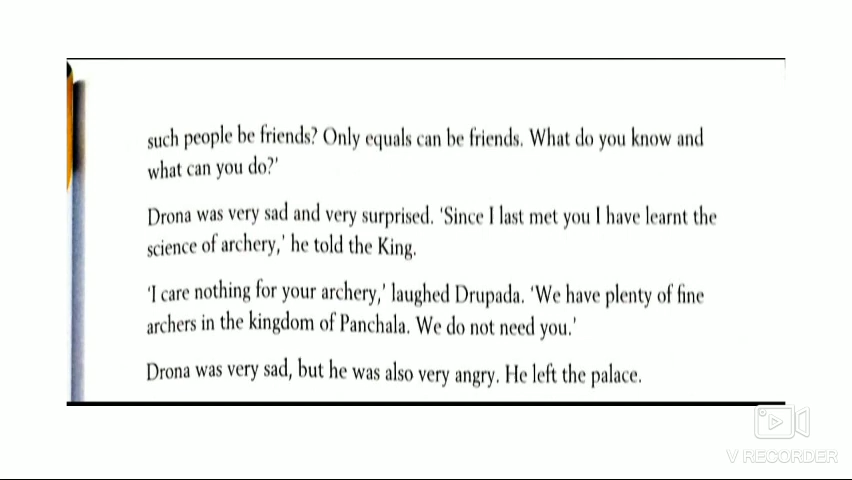 such people be friends? Only equals can be friends. What do you know and
what can you do?'
Drona was very sad and very surprised. 'Since I last met you I have learnt the
science of archery,' he told the King.
'I care nothing for your archery,' laughed Drupada. 'We have plenty of fine
archers in the kingdom of Panchala. We do not need you.'
Drona was very sad, but he was also very angry. He left the palace.
V RECORDER